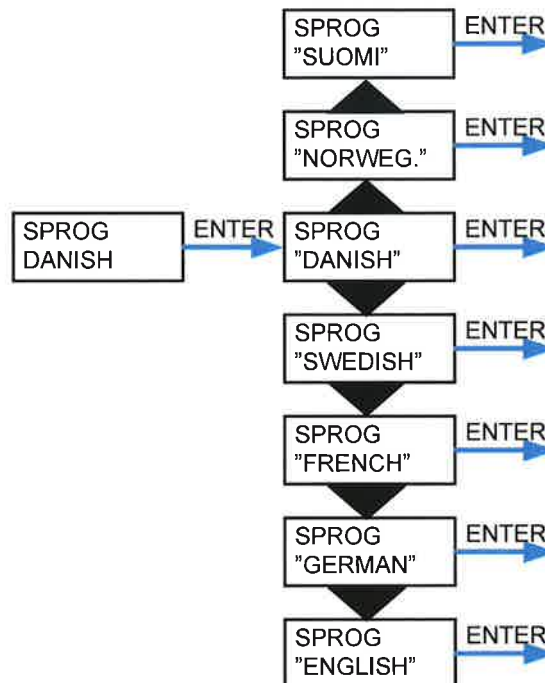 SPROG
"SUOMI"
ENTER
SPROG
"NORWEG."
ENTER
SPROG
DANISH
ENTER
SPROG
"DANISH"
ENTER
SPROG
"SWEDISH"
ENTER
SPROG
"FRENCH"
ENTER
SPROG
"GERMAN"
ENTER
SPROG
"ENGLISH"
ENTER